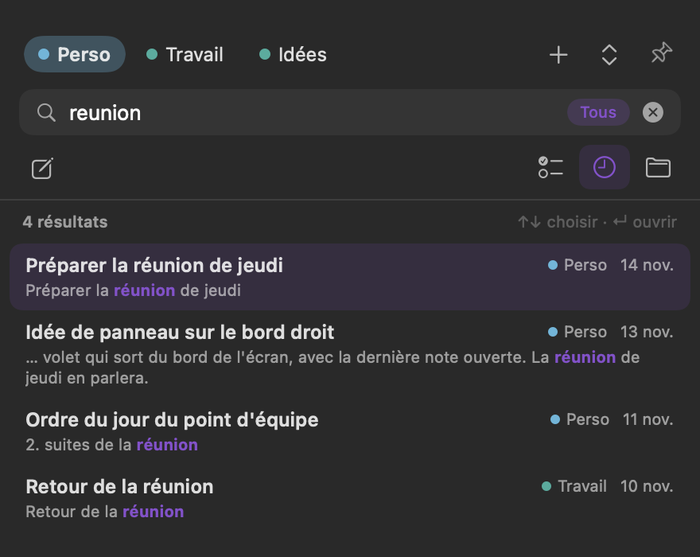 Perso Travail Idées
reunion Tous
4 résultats ↑↓ choisir · ↵ ouvrir
Préparer la réunion de jeudi Perso 14 nov.
Préparer la réunion de jeudi
Idée de panneau sur le bord droit Perso 13 nov.
… volet qui sort du bord de l'écran, avec la dernière note ouverte. La réunion de
jeudi en parlera.
Ordre du jour du point d'équipe Perso 11 nov.
2. suites de la réunion
Retour de la réunion Travail 10 nov.
Retour de la réunion